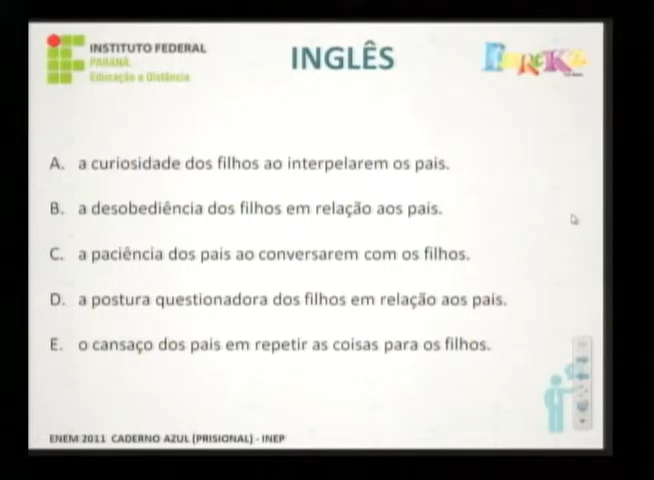 INSTITUTO FEDERAL
PARANÁ
Educação a Distância
INGLÊS
EUREKA
A. a curiosidade dos filhos ao interpelarem os pais.
B. a desobediência dos filhos em relação aos pais.
C. a paciência dos pais ao conversarem com os filhos.
D. a postura questionadora dos filhos em relação aos pais.
E. o cansaço dos pais em repetir as coisas para os filhos.
ENEM 2011 CADERNO AZUL (PRISIONAL) - INEP